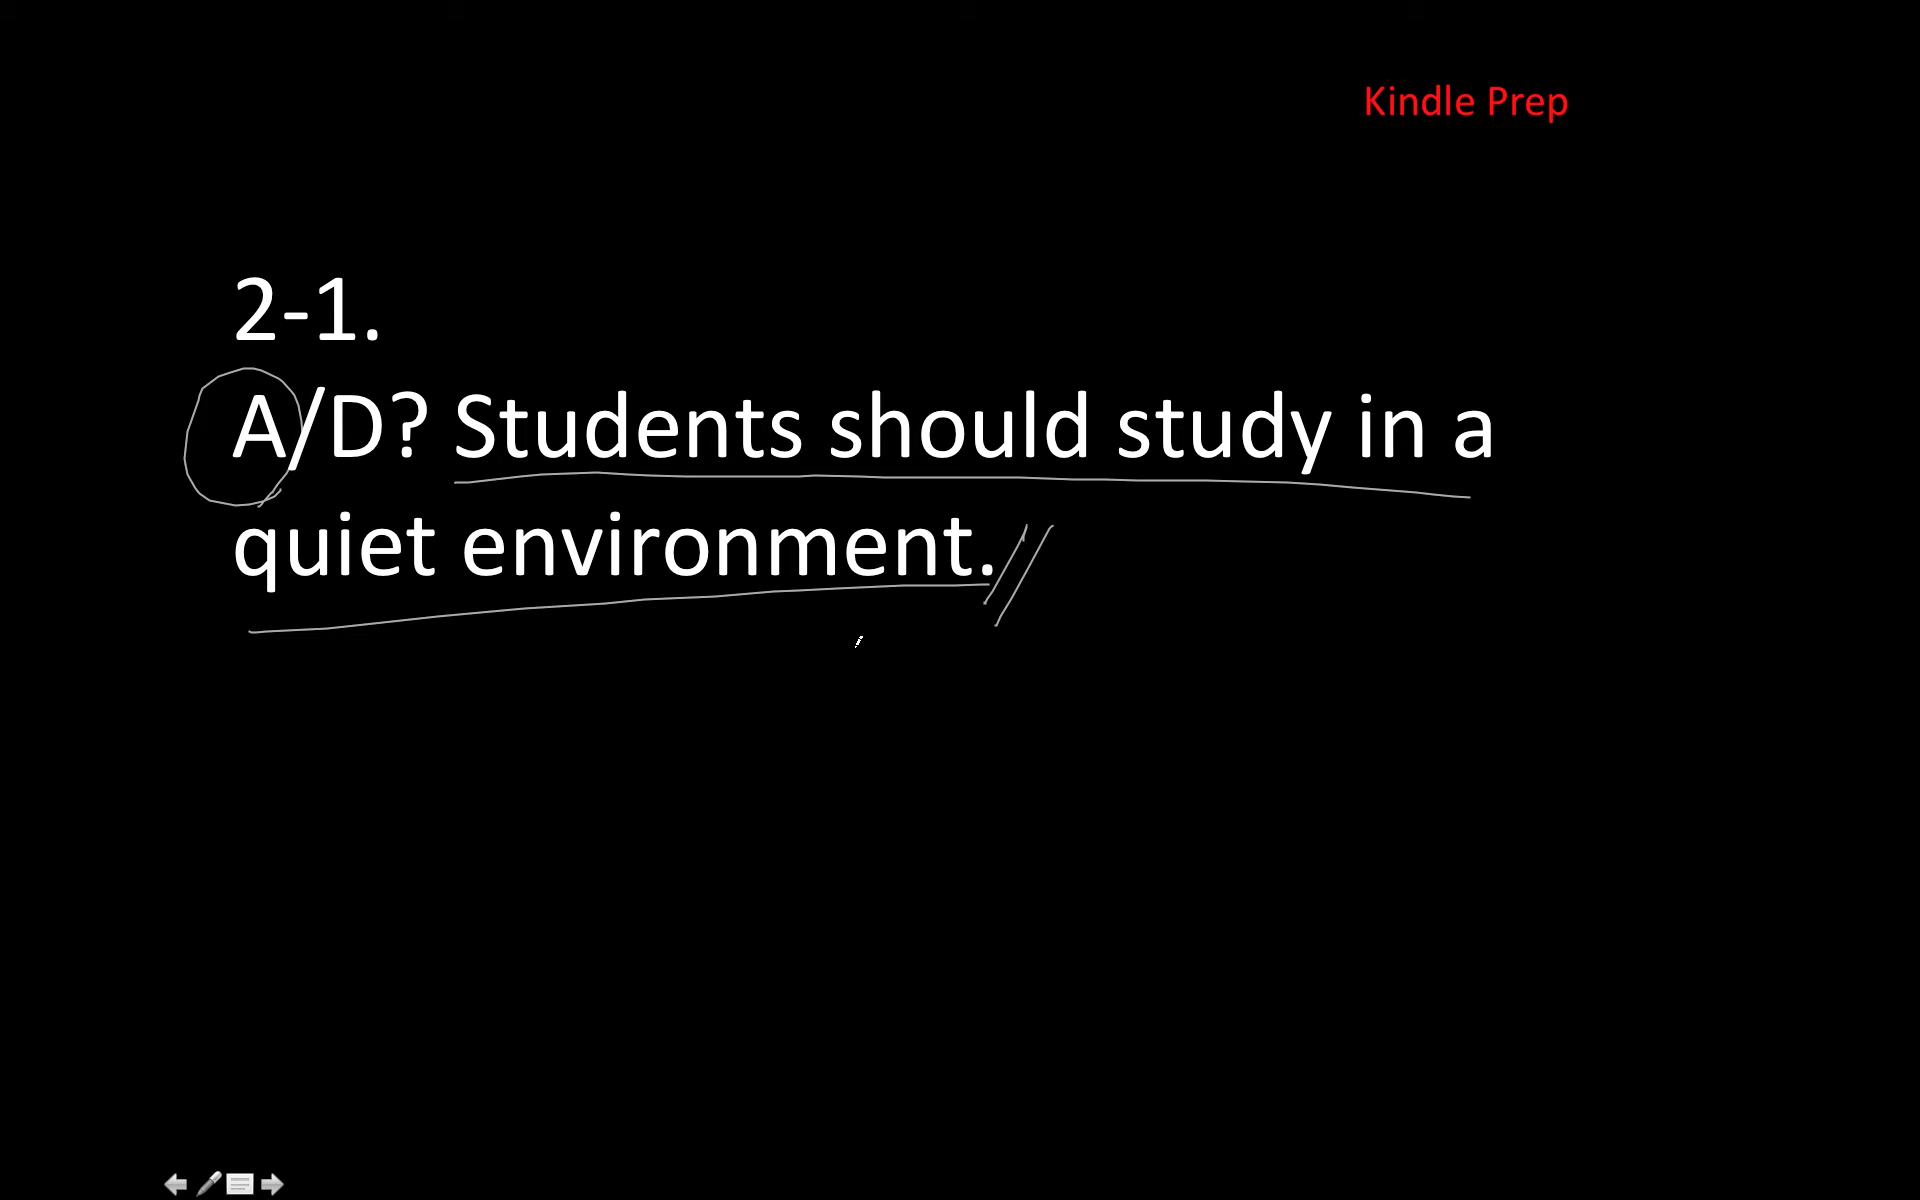 Kindle Prep
2-1.
A/D? Students should study in a
quiet environment.